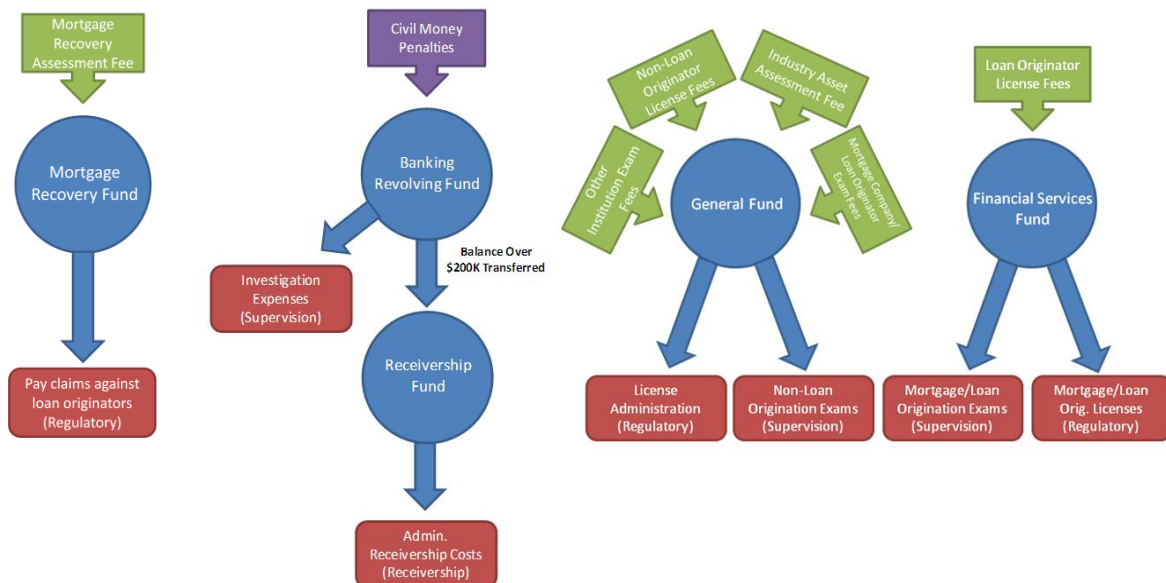 Mortgage
Recovery
Assessment Fee
Mortgage
Recovery Fund
Pay claims against
loan originators
(Regulatory)
Civil Money
Penalties
Banking
Revolving Fund
Balance Over
$200K Transferred
Investigation
Expenses
(Supervision)
Receivership
Fund
Admin.
Receivership Costs
(Receivership)
Other
Institution Exam
Fees
Non-Loan
Originator
License Fees
Industry Asset
Assessment Fee
Mortgage Company/
Loan Originator
Exam Fees
General Fund
License
Administration
(Regulatory)
Non-Loan
Origination Exams
(Supervision)
Loan Originator
License Fees
Financial Services
Fund
Mortgage/Loan
Origination Exams
(Supervision)
Mortgage/Loan
Orig. Licenses
(Regulatory)